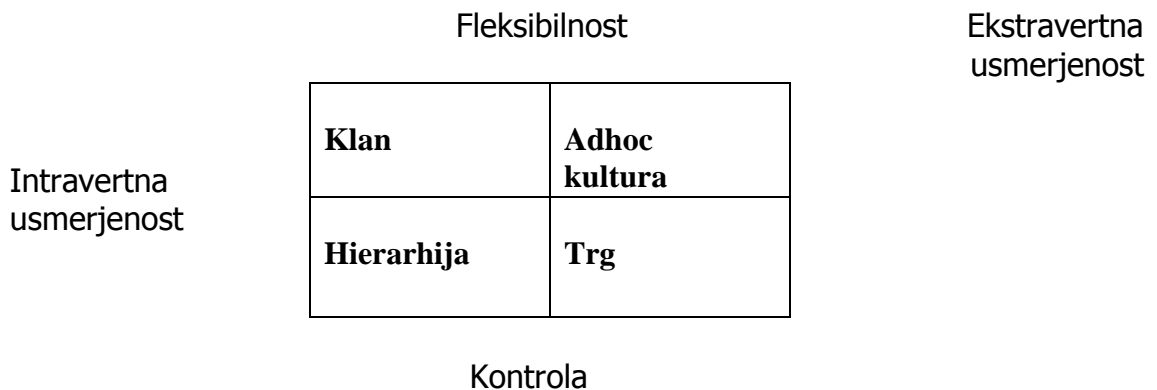 Fleksibilnost
Ekstravertna
usmerjenost
Klan
Adhoc
kultura
Intravertna
usmerjenost
Hierarhija
Trg
Kontrola